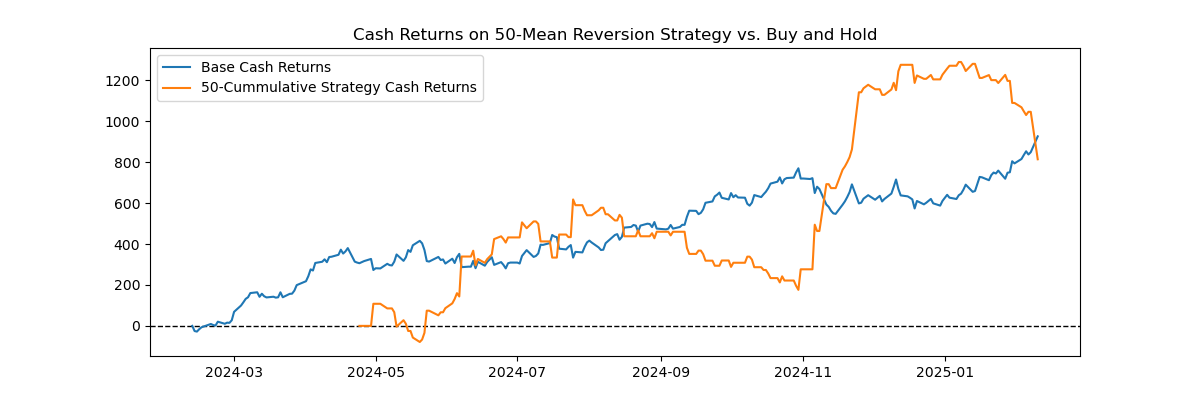 Cash Returns on 50-Mean Reversion Strategy vs. Buy and Hold
Base Cash Returns
50-Cummulative Strategy Cash Returns
1200
1000
800
600
400
200
0
2024-03 2024-05 2024-07 2024-09 2024-11 2025-01